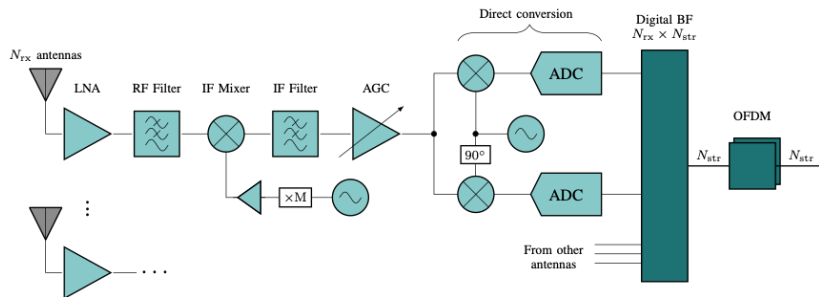 Direct conversion
Digital BF
N_rx × N_str
N_rx antennas
LNA
RF Filter
IF Mixer
IF Filter
AGC
ADC
OFDM
90°
N_str
N_str
×M
ADC
From other
antennas